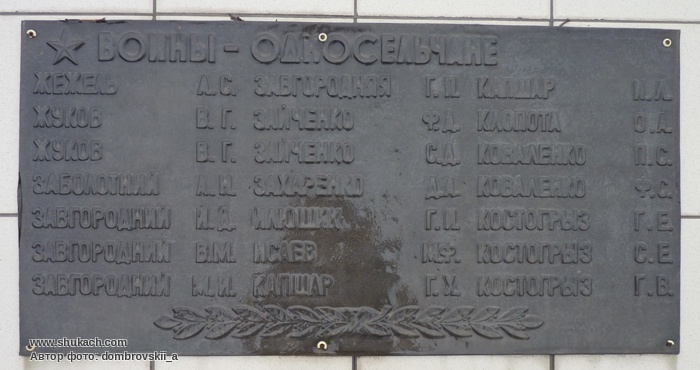 ВОИНЫ - ОДНОСЕЛЬЧАНЕ
ЖЕЖЕЛЬ А.С. ЗАВГОРОДНЯЯ Г.П. КАПШАР
ЖУКОВ В.Г. ЗАЙЧЕНКО Ф.Д. КЛОПОТА О.А.
ЖУКОВ В.Г. ЗАЙЧЕНКО С.Д. КОВАЛЕНКО П.С.
ЗАБОЛОТНИЙ А.Н. ЗАХАРЕНКО КОВАЛЕНКО Ф.С.
ЗАВГОРОДНИЙ И.Д. Г.П. КОСТОГРЫЗ Г.Е.
ЗАВГОРОДНИЙ В.М. ИСАЕВ М.Ф. КОСТОГРЫЗ С.Е.
ЗАВГОРОДНИЙ М.И. КАПШАР Г.Х. КОСТОГРЫЗ Г.В.
www.shukach.com
Автор фото: dombrovskii_a